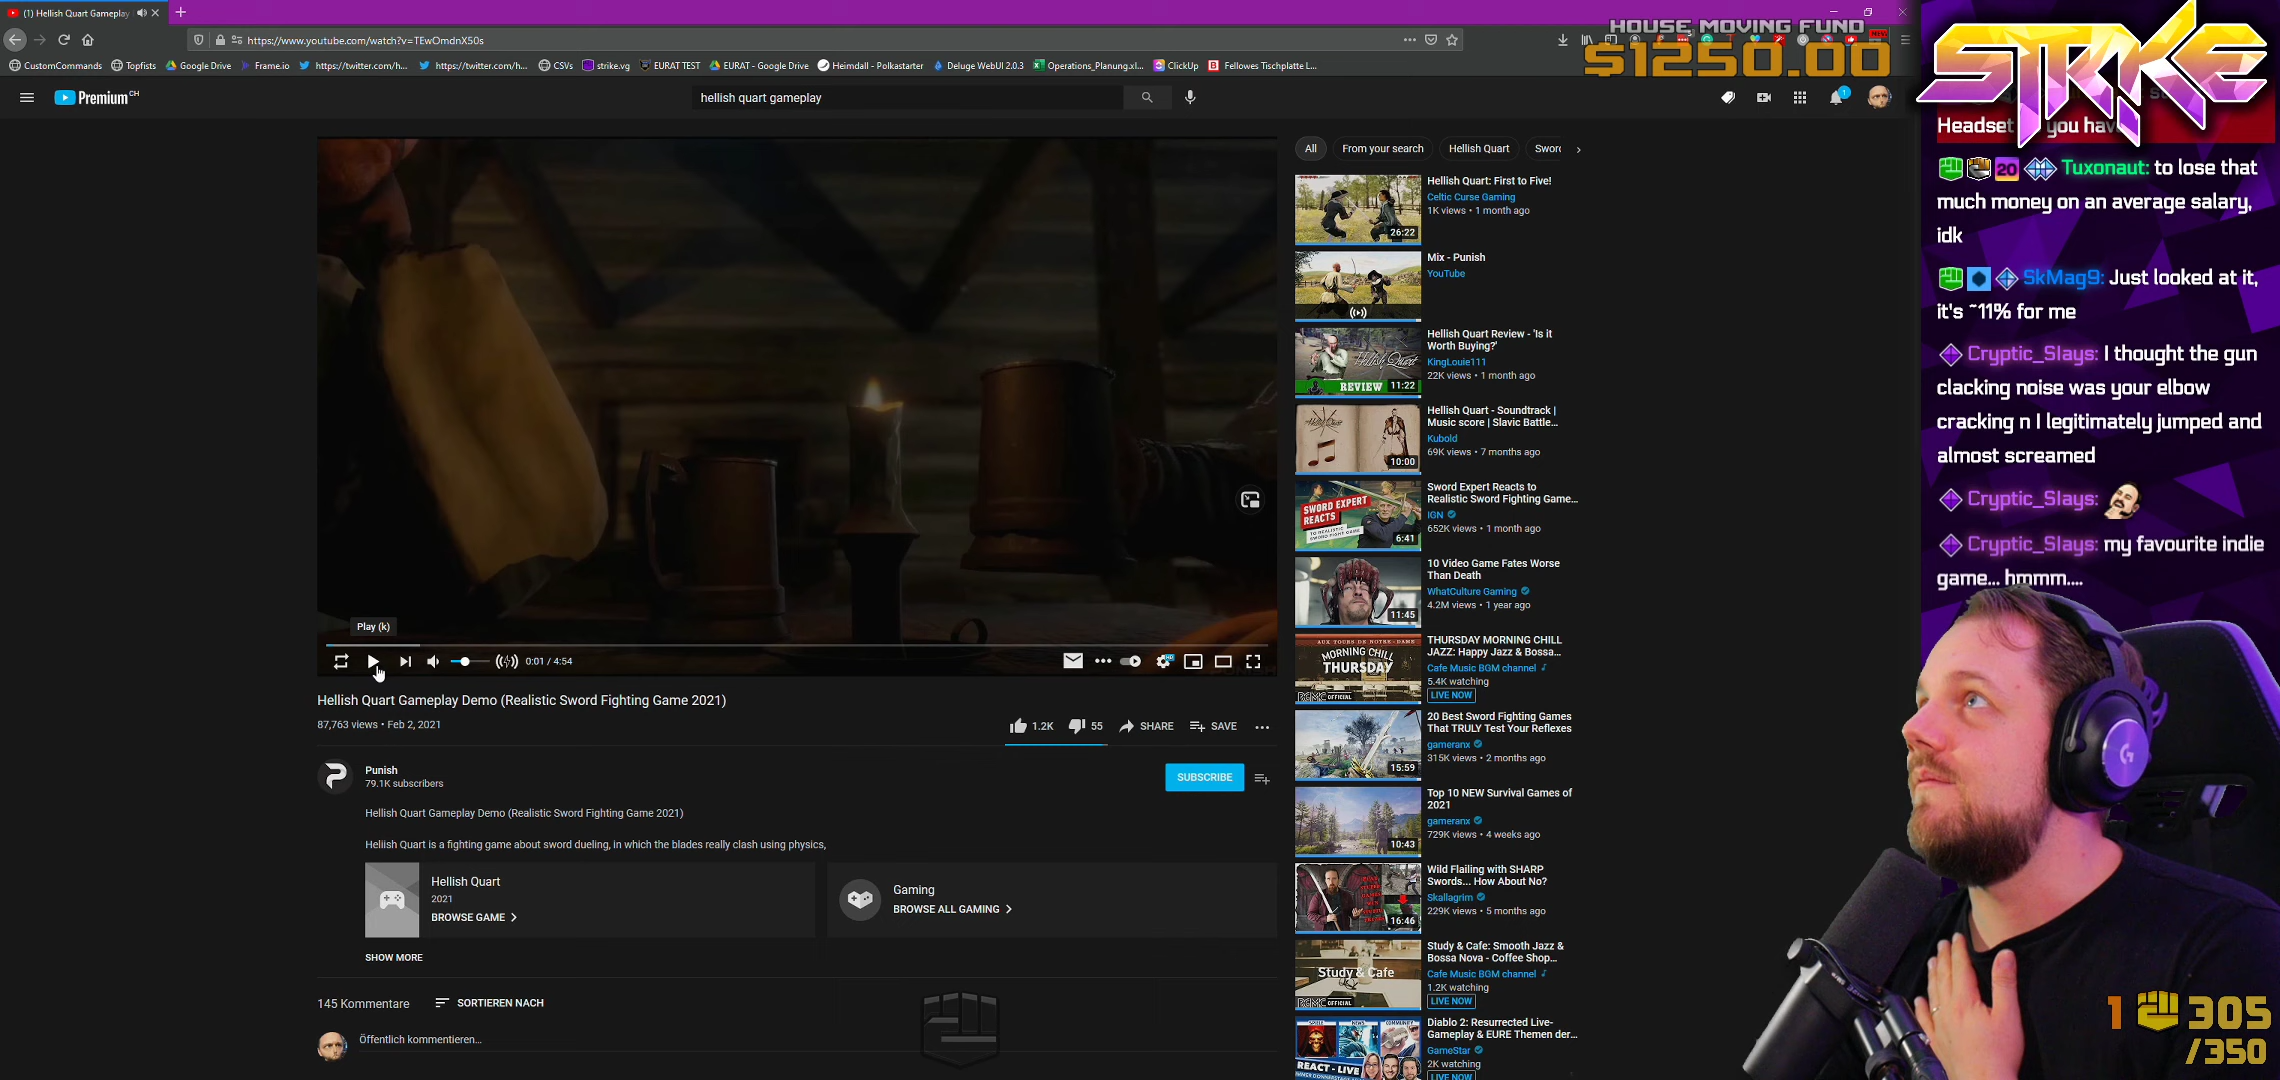 (1) Hellish Quart Gameplay
https://www.youtube.com/watch?v=TEwOmdnX50s
CustomCommands Topfists Google Drive Frame.io https://twitter.com/h... https://twitter.com/h... CSVs strike.vg EURAT TEST EURAT - Google Drive Heimdall - Polkastarter Deluge WebUI 2.0.3 Operations_Planung.xl... ClickUp Fellowes Tischplatte L...
HOUSE MOVING FUND
$1250.00
STRKE
Premium CH
hellish quart gameplay
1
All From your search Hellish Quart
Hellish Quart: First to Five!
Celtic Curse Gaming
1K views • 1 month ago
26:22
Mix - Punish
YouTube
Hellish Quart Review - 'Is it
Worth Buying?'
KingLouie111
22K views • 1 month ago
REVIEW 11:22
Hellish Quart - Soundtrack |
Music score | Slavic Battle...
Kubold
69K views • 7 months ago
10:00
Sword Expert Reacts to
Realistic Sword Fighting Game...
IGN
652K views • 1 month ago
SWORD EXPERT
REACTS
6:41
10 Video Game Fates Worse
Than Death
WhatCulture Gaming
4.2M views • 1 year ago
11:45
THURSDAY MORNING CHILL
JAZZ: Happy Jazz & Bossa...
Cafe Music BGM channel
5.4K watching
LIVE NOW
AUX TOURS DE NOTRE-DAME
MORNING CHILL
THURSDAY
BGMC OFFICIAL
20 Best Sword Fighting Games
That TRULY Test Your Reflexes
gameranx
315K views • 2 months ago
15:59
Top 10 NEW Survival Games of
2021
gameranx
729K views • 4 weeks ago
10:43
Wild Flailing with SHARP
Swords... How About No?
Skallagrim
229K views • 5 months ago
16:46
Study & Cafe: Smooth Jazz &
Bossa Nova - Coffee Shop...
Cafe Music BGM channel
1.2K watching
LIVE NOW
Study & Cafe
BGMC OFFICIAL
Diablo 2: Resurrected Live-
Gameplay & EURE Themen der...
GameStar
2K watching
LIVE NOW
REACT - LIVE
Play (k)
0:01 / 4:54
HD
Hellish Quart Gameplay Demo (Realistic Sword Fighting Game 2021)
87,763 views • Feb 2, 2021
1.2K 55 SHARE SAVE
Punish
79.1K subscribers
SUBSCRIBE
Hellish Quart Gameplay Demo (Realistic Sword Fighting Game 2021)
Heliish Quart is a fighting game about sword dueling, in which the blades really clash using physics,
Hellish Quart
2021
BROWSE GAME
Gaming
BROWSE ALL GAMING
SHOW MORE
145 Kommentare SORTIEREN NACH
Öffentlich kommentieren...
Headset you
20 Tuxonaut: to lose that
much money on an average salary,
idk
SkMag9: Just looked at it,
it's ~11% for me
Cryptic_Slays: I thought the gun
clacking noise was your elbow
cracking n I legitimately jumped and
almost screamed
Cryptic_Slays:
Cryptic_Slays: my favourite indie
game... hmmm....
1 305
/350